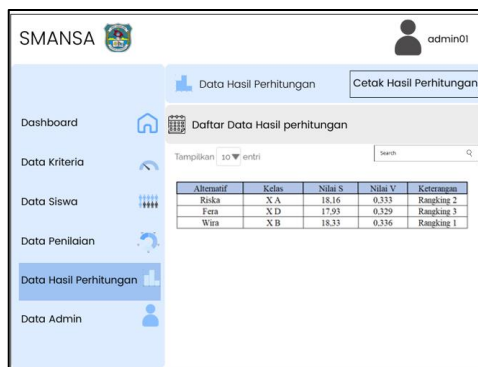 SMANSA
admin01
Data Hasil Perhitungan
Cetak Hasil Perhitungan
Dashboard
Data Kriteria
Data Siswa
Data Penilaian
Data Hasil Perhitungan
Data Admin
Daftar Data Hasil perhitungan
Tampilkan 10 entri
Search
Alternatif Kelas Nilai S Nilai V Keterangan
Riska X A 18,16 0,333 Rangking 2
Fera X D 17,93 0,329 Rangking 3
Wira X B 18,33 0,336 Rangking 1